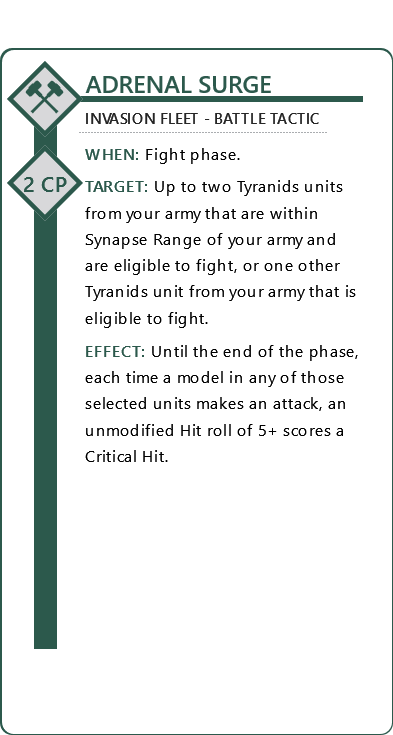 ADRENAL SURGE
INVASION FLEET - BATTLE TACTIC
WHEN: Fight phase.
2 CP
TARGET: Up to two Tyranids units
from your army that are within
Synapse Range of your army and
are eligible to fight, or one other
Tyranids unit from your army that is
eligible to fight.
EFFECT: Until the end of the phase,
each time a model in any of those
selected units makes an attack, an
unmodified Hit roll of 5+ scores a
Critical Hit.